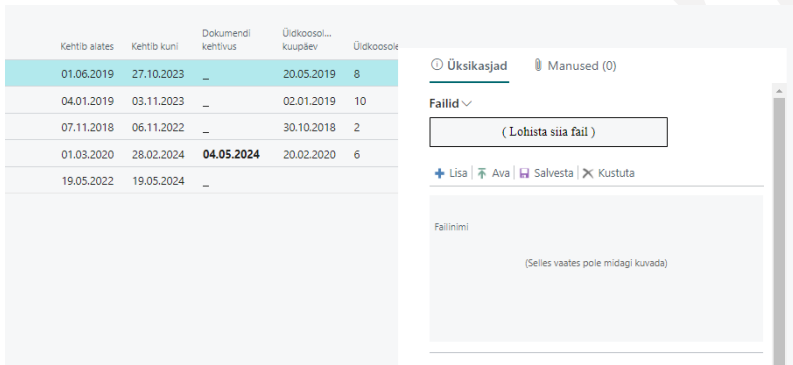 Kehtib alates Kehtib kuni Dokumendi kehtivus Üldkoosol... kuupäev Üldkoosole
01.06.2019 27.10.2023 _ 20.05.2019 8
04.01.2019 03.11.2023 _ 02.01.2019 10
07.11.2018 06.11.2022 _ 30.10.2018 2
01.03.2020 28.02.2024 04.05.2024 20.02.2020 6
19.05.2022 19.05.2024 _
Üksikasjad Manused (0)
Failid
( Lohista siia fail )
Lisa Ava Salvesta Kustuta
Failinimi
(Selles vaates pole midagi kuvada)